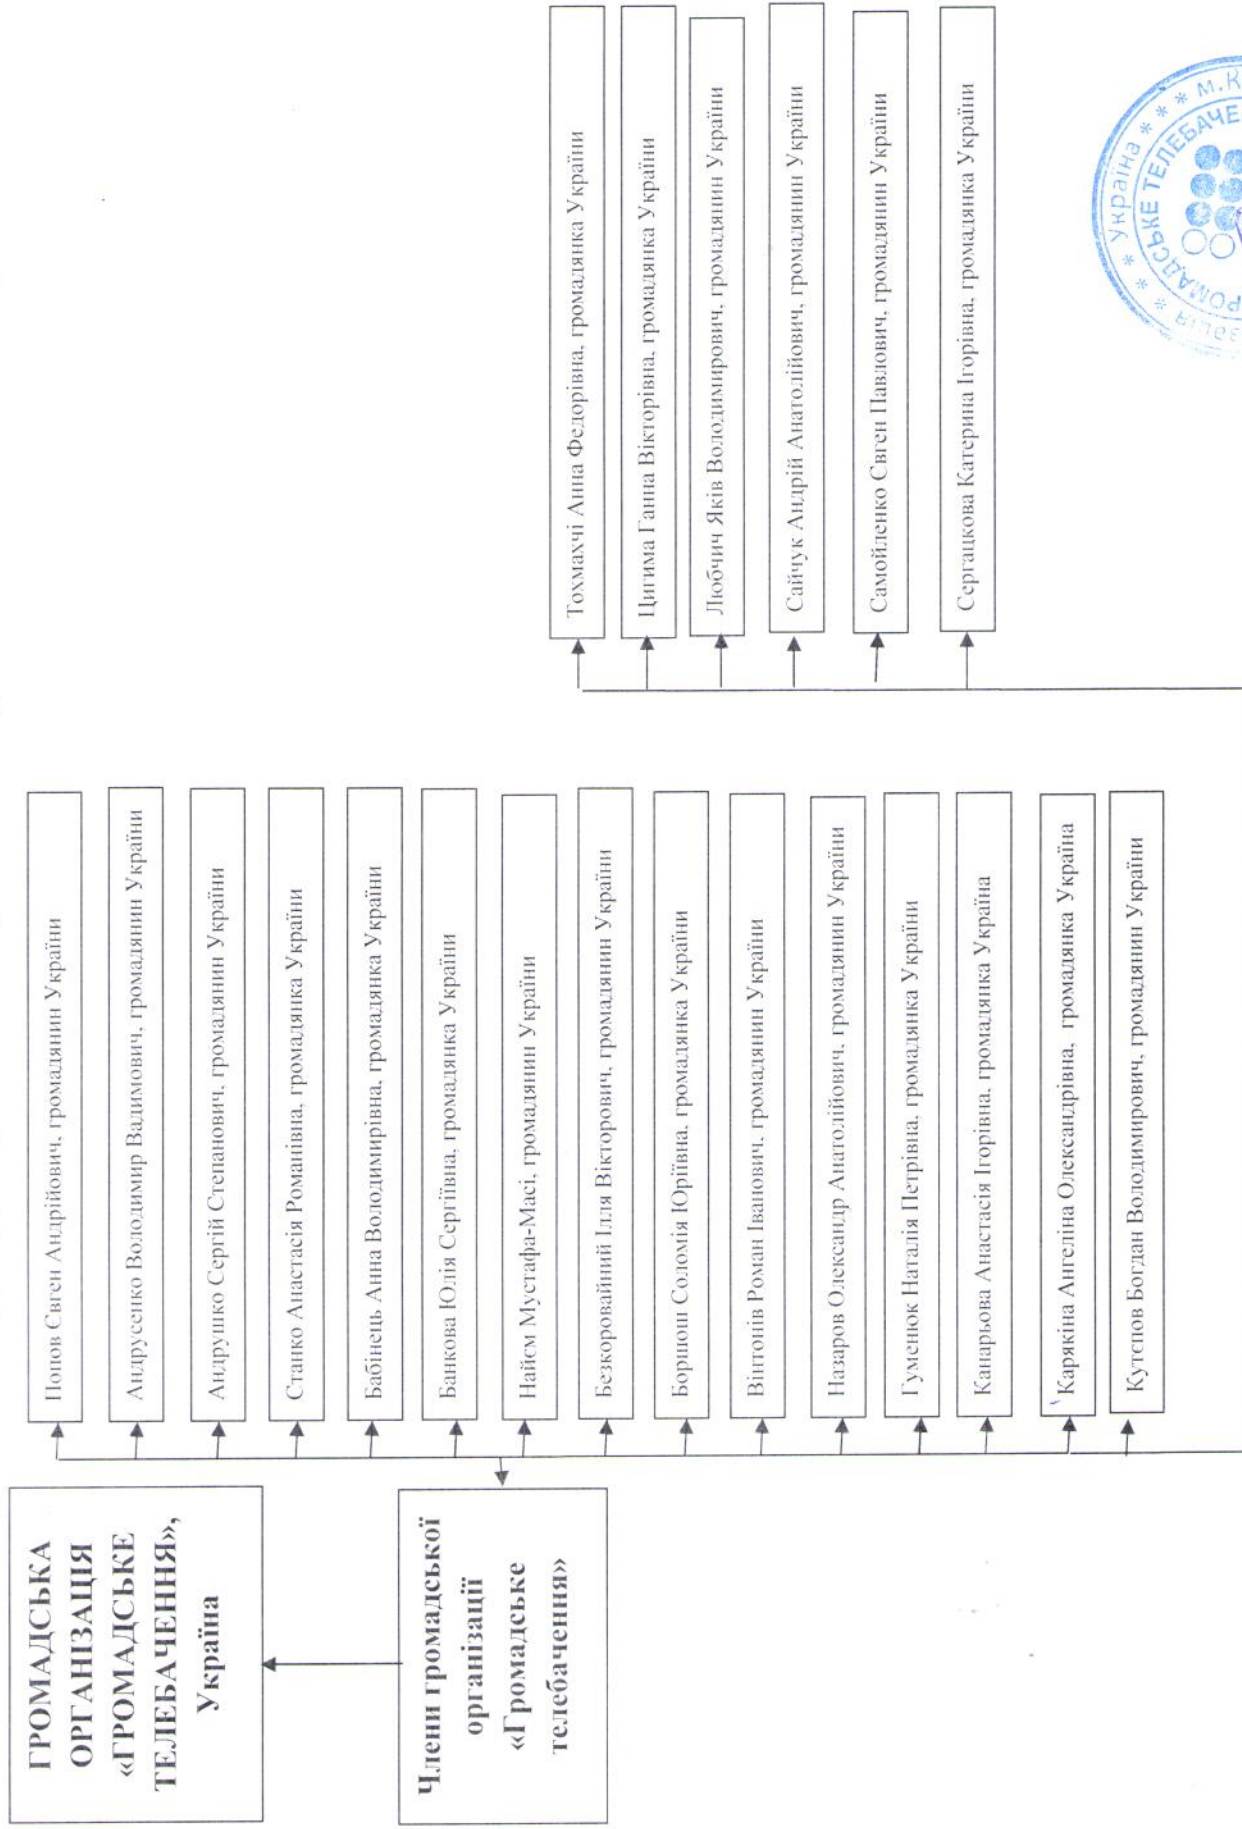 ГРОМАДСЬКА
ОРГАНІЗАЦІЯ
«ГРОМАДСЬКЕ
ТЕЛЕБАЧЕННЯ»,
Україна
Члени громадської
організації
«Громадське
телебачення»
Попов Євген Андрійович, громадянин України
Андрусенко Володимир Вадимович, громадянин України
Андрушко Сергій Степанович, громадянин України
Станко Анастасія Романівна, громадянка України
Бабінець Анна Володимирівна, громадянка України
Банкова Юлія Сергіївна, громадянка України
Найєм Мустафа-Масі, громадянин України
Безкоровайний Ілля Вікторович, громадянин України
Боршош Соломія Юріївна, громадянка України
Вінтонів Роман Іванович, громадянин України
Назаров Олександр Анатолійович, громадянин України
Гуменюк Наталія Петрівна, громадянка України
Канарьова Анастасія Ігорівна, громадянка Україна
Карякіна Ангеліна Олександрівна, громадянка Україна
Кутєпов Богдан Володимирович, громадянин України
Тохмахчі Анна Федорівна, громадянка України
Цигима Ганна Вікторівна, громадянка України
Любчич Яків Володимирович, громадянин України
Сайчук Андрій Анатолійович, громадянин України
Самойленко Євген Павлович, громадянин України
Сергацкова Катерина Ігорівна, громадянка України
* * Україна * * * м.К
РОМАДСЬКЕ ТЕЛЕБАЧЕ